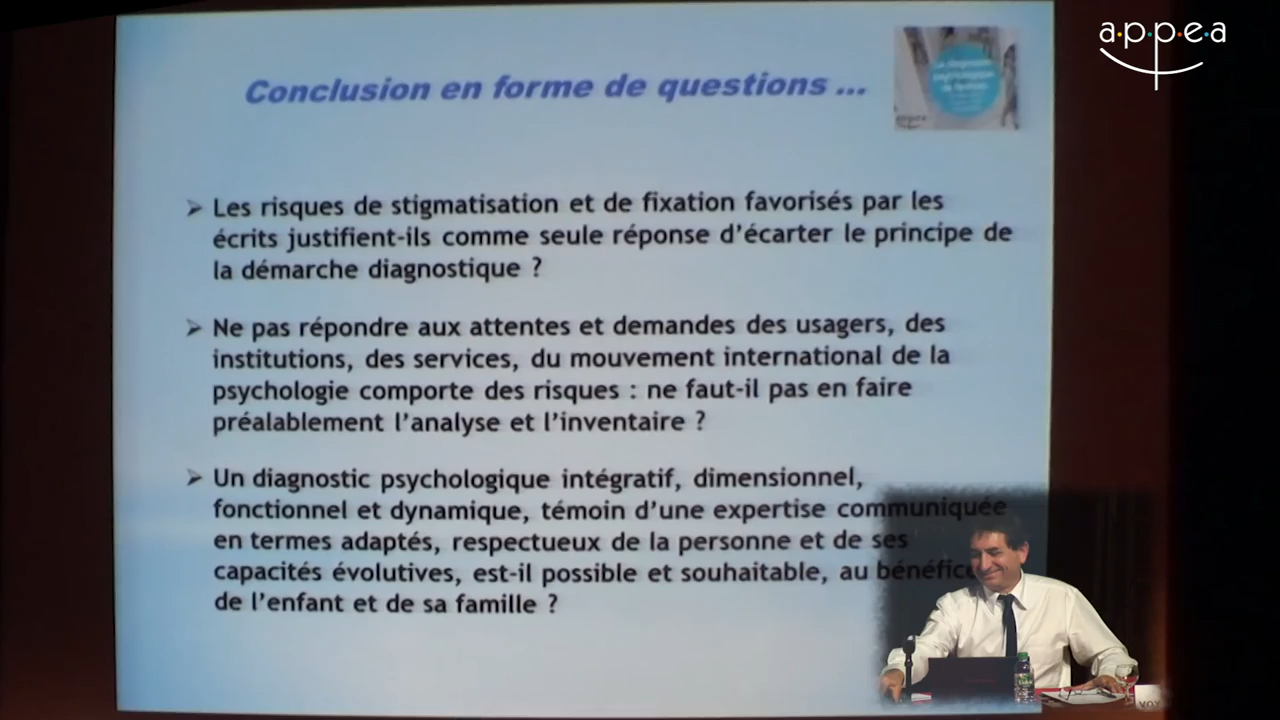 a·p·p·e·a
Conclusion en forme de questions ...
Les risques de stigmatisation et de fixation favorisés par les
écrits justifient-ils comme seule réponse d'écarter le principe de
la démarche diagnostique ?
Ne pas répondre aux attentes et demandes des usagers, des
institutions, des services, du mouvement international de la
psychologie comporte des risques : ne faut-il pas en faire
préalablement l'analyse et l'inventaire ?
Un diagnostic psychologique intégratif, dimensionnel,
fonctionnel et dynamique, témoin d'une expertise communiquée
en termes adaptés, respectueux de la personne et de ses
capacités évolutives, est-il possible et souhaitable, au bénéfice
de l'enfant et de sa famille ?